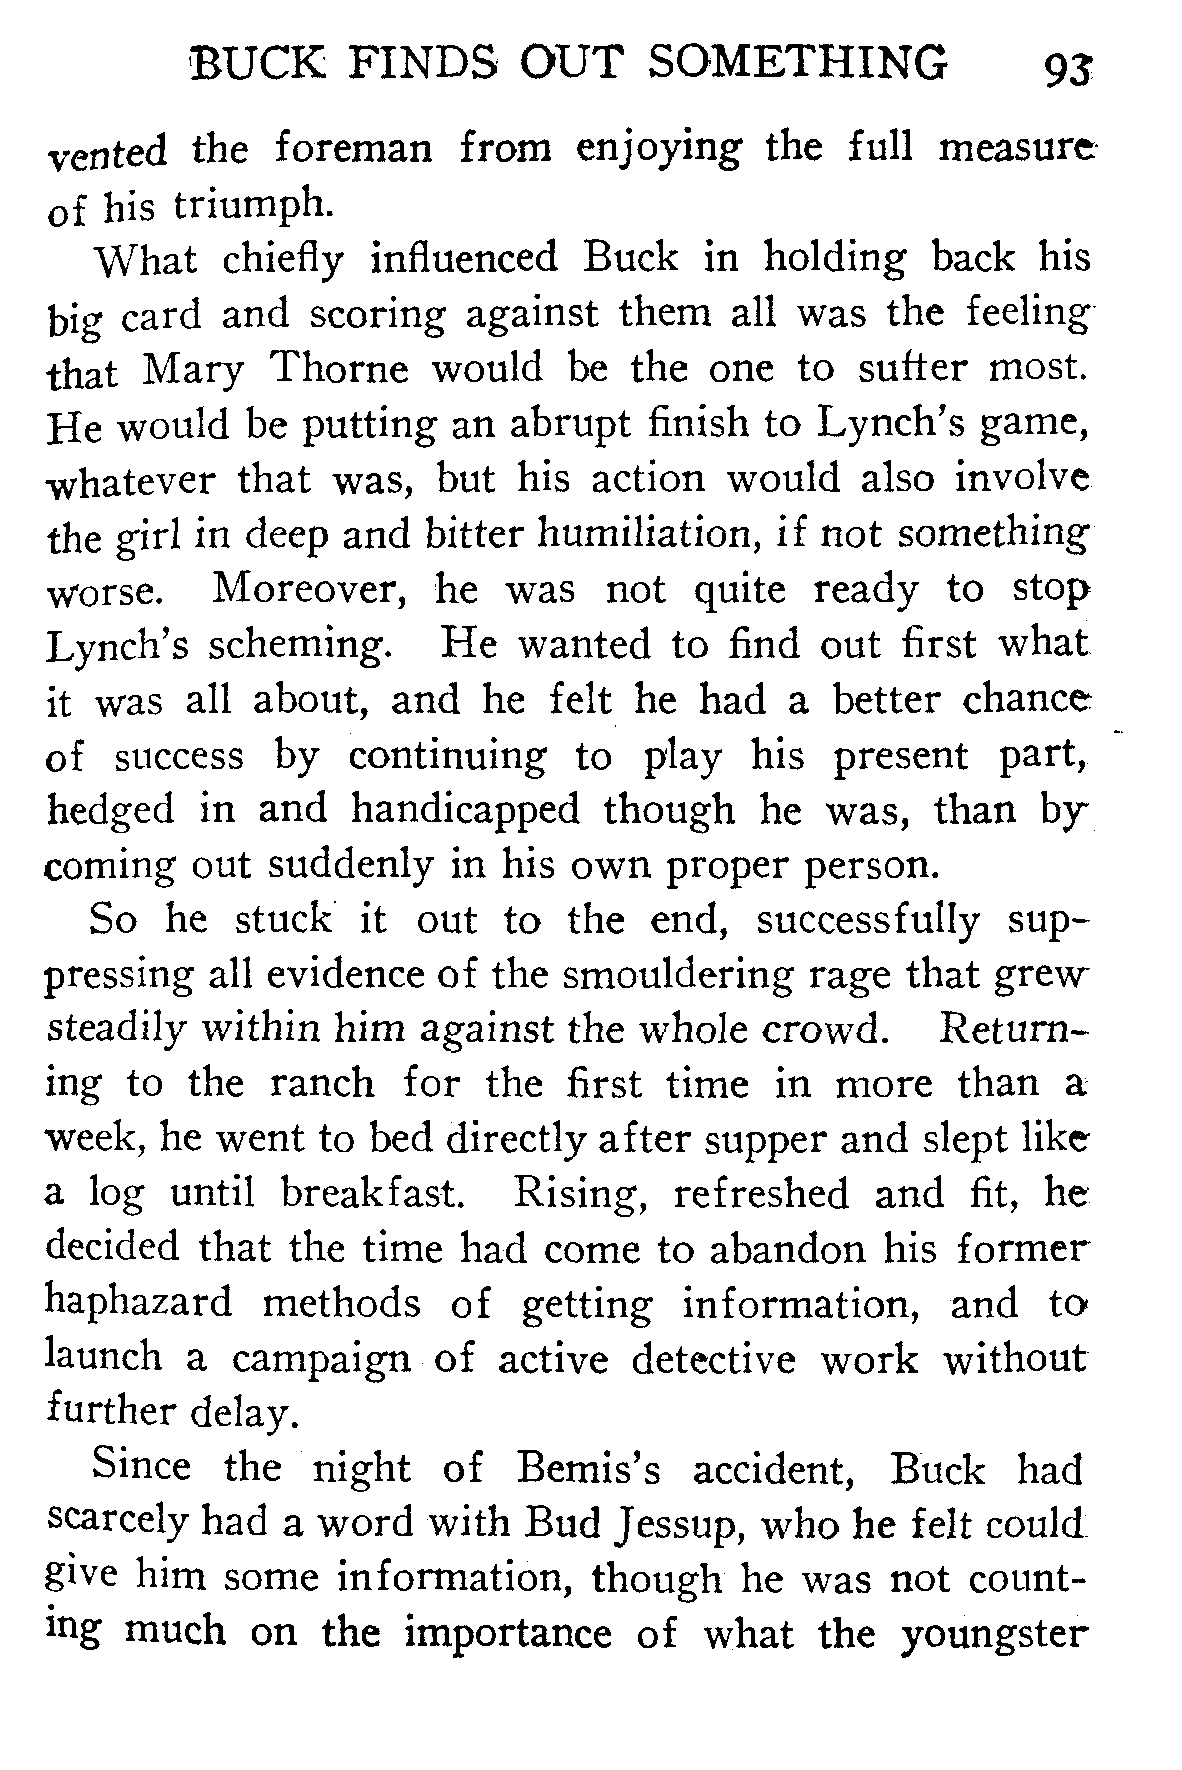 BUCK FINDS OUT SOMETHING 93
vented the foreman from enjoying the full measure
of his triumph.
What chiefly influenced Buck in holding back his
big card and scoring against them all was the feeling
that Mary Thorne would be the one to suffer most.
He would be putting an abrupt finish to Lynch's game,
whatever that was, but his action would also involve
the girl in deep and bitter humiliation, if not something
worse. Moreover, he was not quite ready to stop
Lynch's scheming. He wanted to find out first what
it was all about, and he felt he had a better chance
of success by continuing to play his present part,
hedged in and handicapped though he was, than by
coming out suddenly in his own proper person.
So he stuck it out to the end, successfully sup-
pressing all evidence of the smouldering rage that grew
steadily within him against the whole crowd. Return-
ing to the ranch for the first time in more than a
week, he went to bed directly after supper and slept like
a log until breakfast. Rising, refreshed and fit, he
decided that the time had come to abandon his former
haphazard methods of getting information, and to
launch a campaign of active detective work without
further delay.
Since the night of Bemis's accident, Buck had
scarcely had a word with Bud Jessup, who he felt could
give him some information, though he was not count-
ing much on the importance of what the youngster